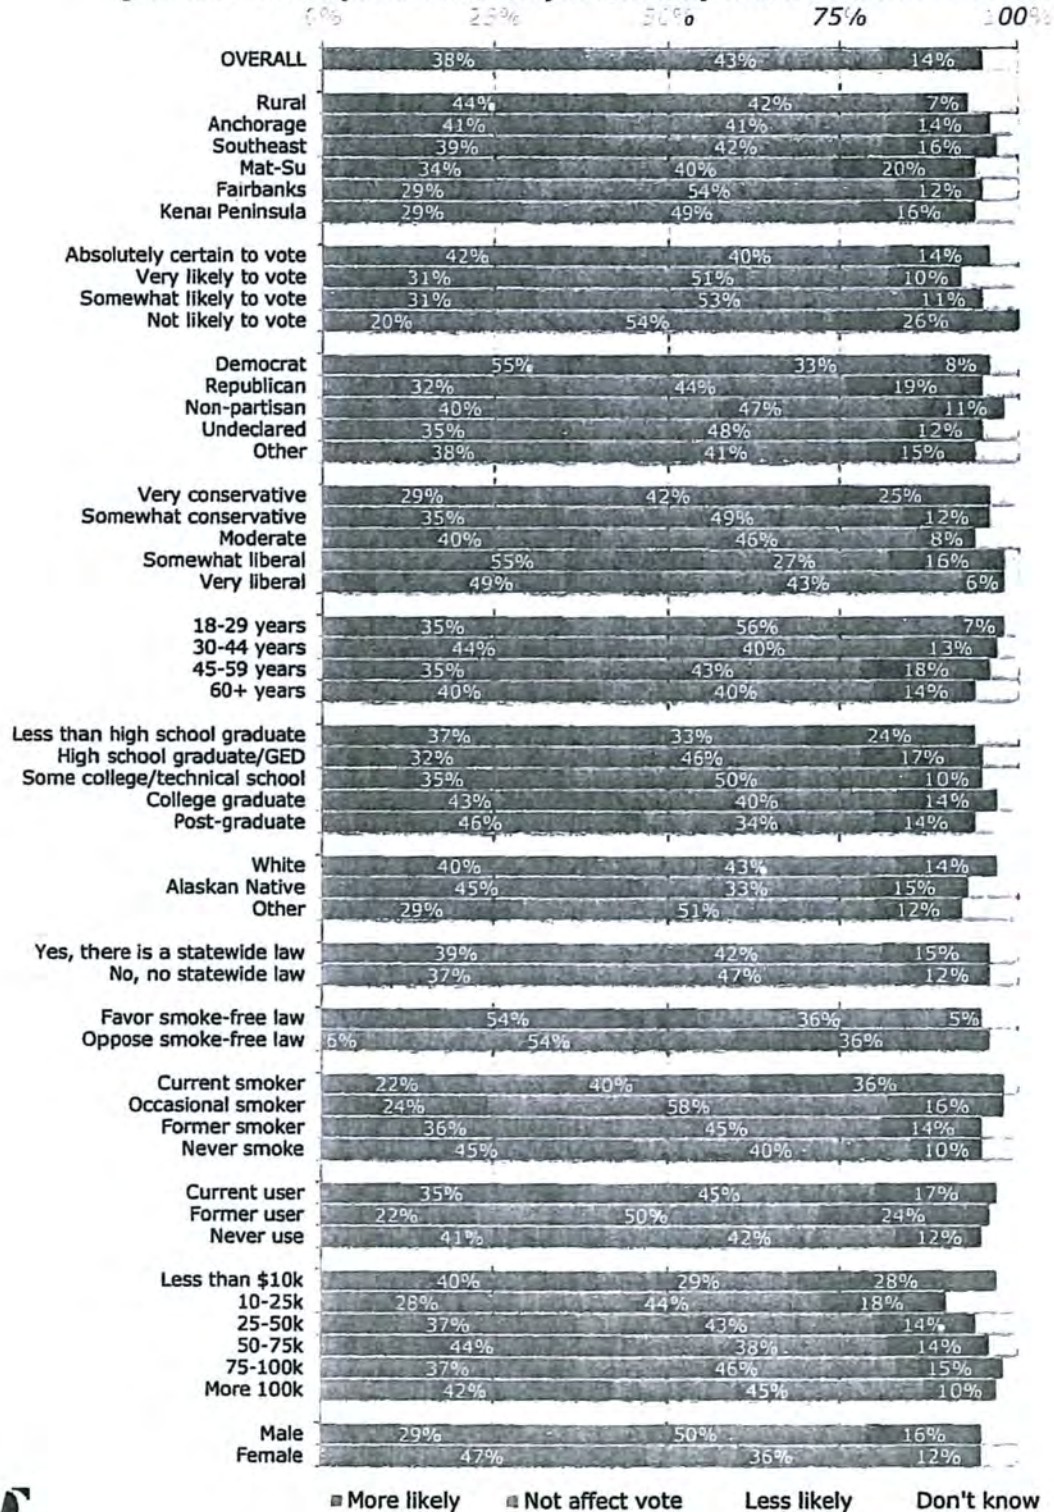 0% 25% 50% 75% 100%
OVERALL 38% 43% 14%
Rural 44% 42% 7%
Anchorage 41% 41% 14%
Southeast 39% 42% 16%
Mat-Su 34% 40% 20%
Fairbanks 29% 54% 12%
Kenai Peninsula 29% 49% 16%
Absolutely certain to vote 42% 40% 14%
Very likely to vote 31% 51% 10%
Somewhat likely to vote 31% 53% 11%
Not likely to vote 20% 54% 26%
Democrat 55% 33% 8%
Republican 32% 44% 19%
Non-partisan 40% 47% 11%
Undeclared 35% 48% 12%
Other 38% 41% 15%
Very conservative 29% 42% 25%
Somewhat conservative 35% 49% 12%
Moderate 40% 46% 8%
Somewhat liberal 55% 27% 16%
Very liberal 49% 43% 6%
18-29 years 35% 56% 7%
30-44 years 44% 40% 13%
45-59 years 35% 43% 18%
60+ years 40% 40% 14%
Less than high school graduate 37% 33% 24%
High school graduate/GED 32% 46% 17%
Some college/technical school 35% 50% 10%
College graduate 43% 40% 14%
Post-graduate 46% 34% 14%
White 40% 43% 14%
Alaskan Native 45% 33% 15%
Other 29% 51% 12%
Yes, there is a statewide law 39% 42% 15%
No, no statewide law 37% 47% 12%
Favor smoke-free law 54% 36% 5%
Oppose smoke-free law 6% 54% 36%
Current smoker 22% 40% 36%
Occasional smoker 24% 58% 16%
Former smoker 36% 45% 14%
Never smoke 45% 40% 10%
Current user 35% 45% 17%
Former user 22% 50% 24%
Never use 41% 42% 12%
Less than $10k 40% 29% 28%
10-25k 28% 44% 18%
25-50k 37% 43% 14%
50-75k 44% 38% 14%
75-100k 37% 46% 15%
More 100k 42% 45% 10%
Male 29% 50% 16%
Female 47% 36% 12%
More likely Not affect vote Less likely Don't know